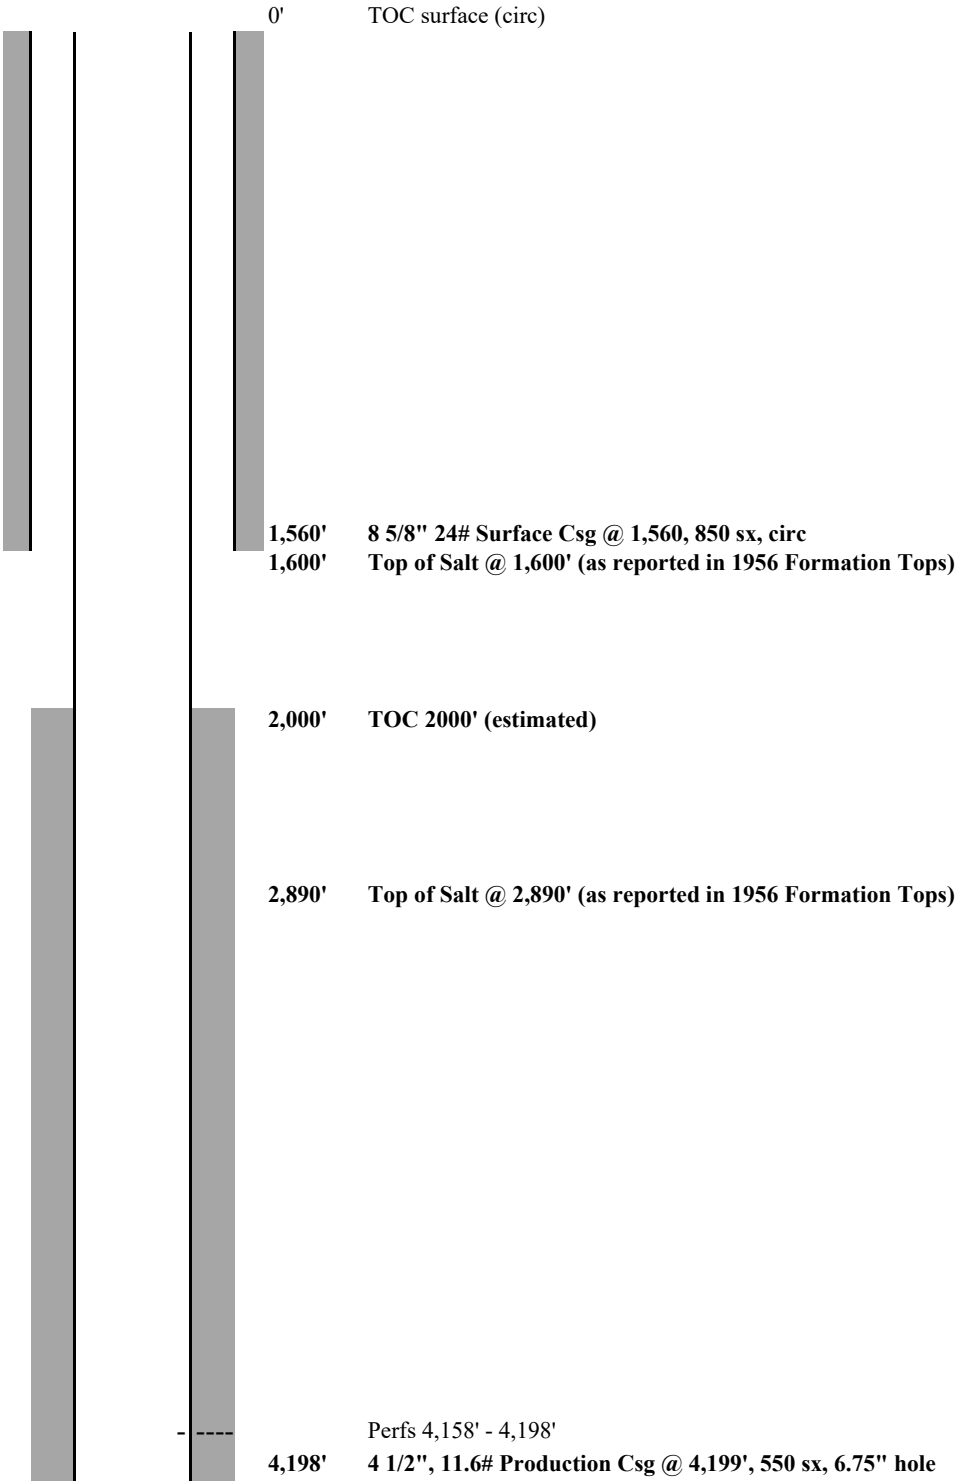 0' TOC surface (circ)
1,560' 8 5/8" 24# Surface Csg @ 1,560, 850 sx, circ
1,600' Top of Salt @ 1,600' (as reported in 1956 Formation Tops)
2,000' TOC 2000' (estimated)
2,890' Top of Salt @ 2,890' (as reported in 1956 Formation Tops)
Perfs 4,158' - 4,198'
4,198' 4 1/2", 11.6# Production Csg @ 4,199', 550 sx, 6.75" hole